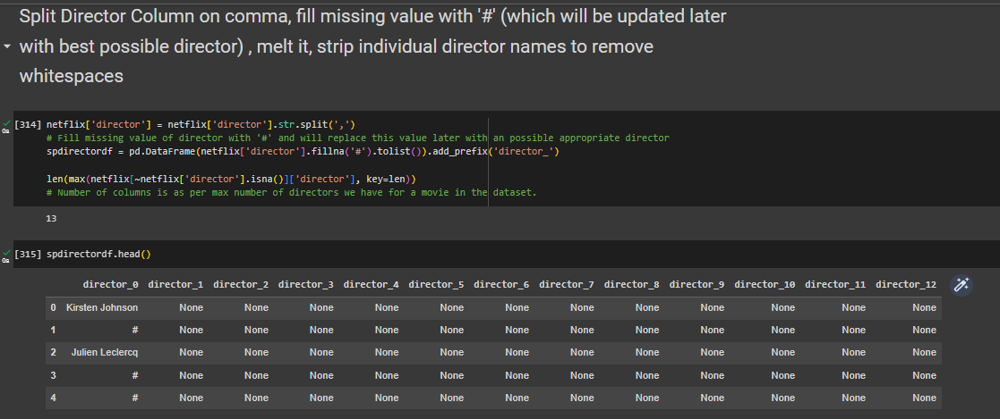 Split Director Column on comma, fill missing value with '#' (which will be updated later
with best possible director) , melt it, strip individual director names to remove
whitespaces
[314] netflix['director'] = netflix['director'].str.split(',')
0s
# Fill missing value of director with '#' and will replace this value later with an possible appropriate director
spdirectordf = pd.DataFrame(netflix['director'].fillna('#').tolist()).add_prefix('director_')
len(max(netflix[~netflix['director'].isna()]['director'], key=len))
# Number of columns is as per max number of directors we have for a movie in the dataset.
13
[315] spdirectordf.head()
0s
director_0 director_1 director_2 director_3 director_4 director_5 director_6 director_7 director_8 director_9 director_10 director_11 director_12
0 Kirsten Johnson None None None None None None None None None None None None
1 # None None None None None None None None None None None None
2 Julien Leclercq None None None None None None None None None None None None
3 # None None None None None None None None None None None None
4 # None None None None None None None None None None None None